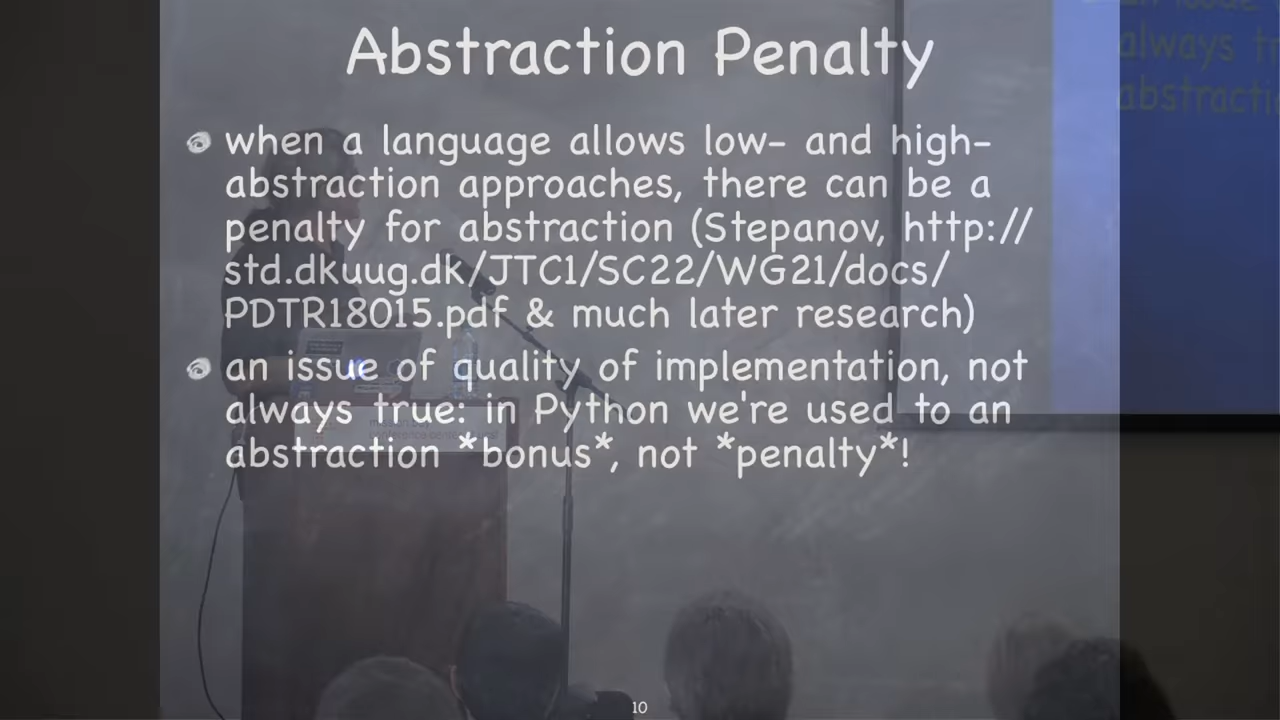 Abstraction Penalty
when a language allows low- and high-
abstraction approaches, there can be a
penalty for abstraction (Stepanov, http://
std.dkuug.dk/JTC1/SC22/WG21/docs/
PDTR18015.pdf & much later research)
an issue of quality of implementation, not
always true: in Python we're used to an
abstraction *bonus*, not *penalty*!
10
always
abstracti